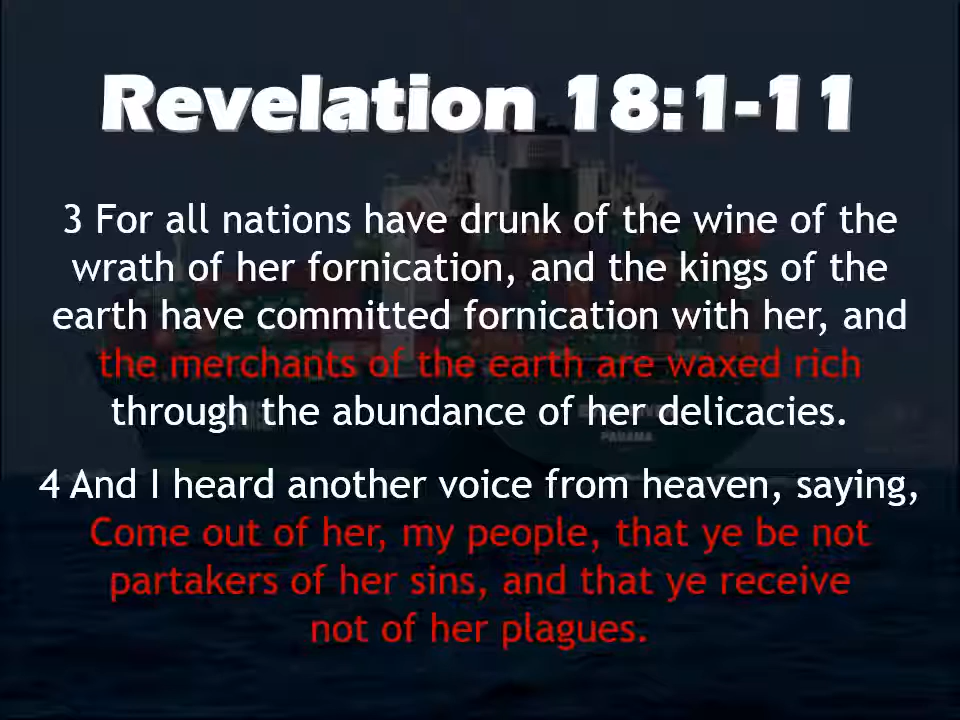 Revelation 18:1-11
3 For all nations have drunk of the wine of the
wrath of her fornication, and the kings of the
earth have committed fornication with her, and
the merchants of the earth are waxed rich
through the abundance of her delicacies.
4 And I heard another voice from heaven, saying,
Come out of her, my people, that ye be not
partakers of her sins, and that ye receive
not of her plagues.
PANAMA